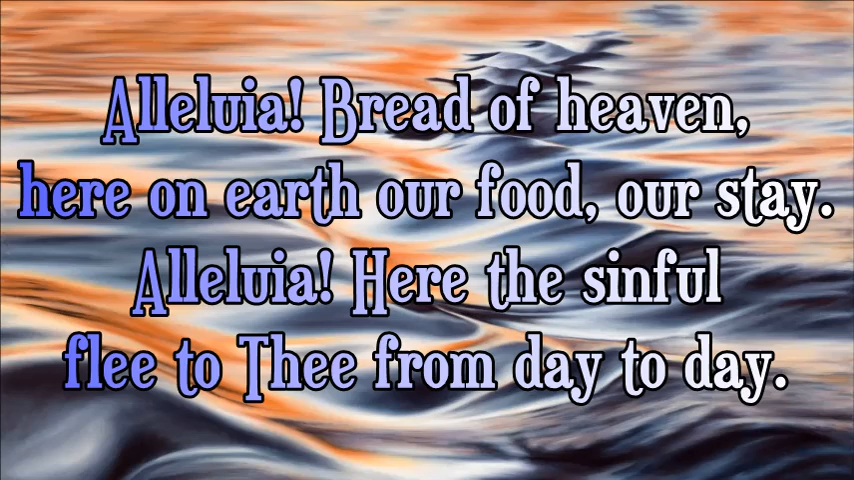 Alleluia! Bread of heaven,
here on earth our food, our stay.
Alleluia! Here the sinful
flee to Thee from day to day.